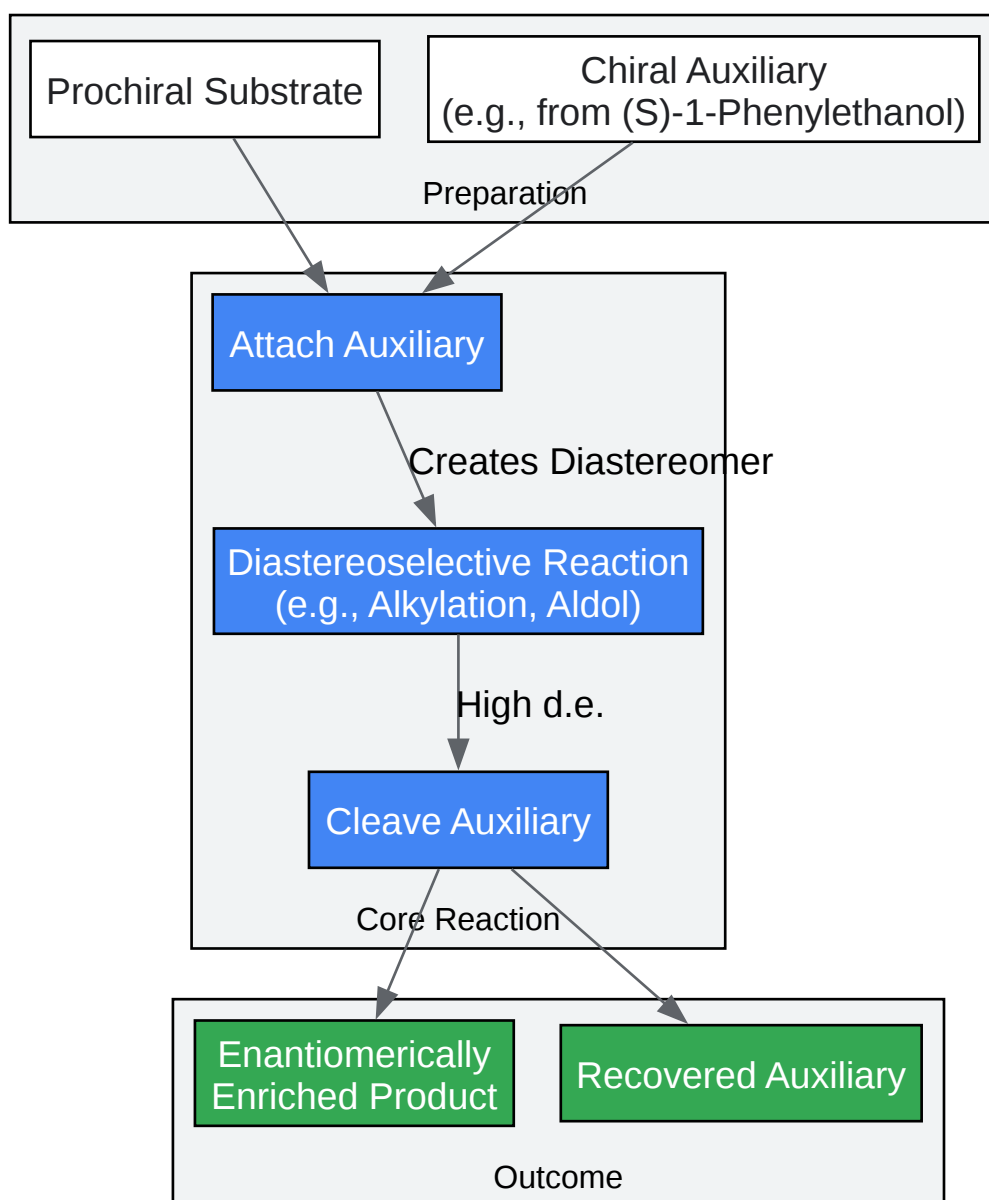 Prochiral Substrate
Chiral Auxiliary
(e.g., from (S)-1-Phenylethanol)
Preparation
Attach Auxiliary
Creates Diastereomer
Diastereoselective Reaction
(e.g., Alkylation, Aldol)
High d.e.
Cleave Auxiliary
Core Reaction
Enantiomerically
Enriched Product
Recovered Auxiliary
Outcome